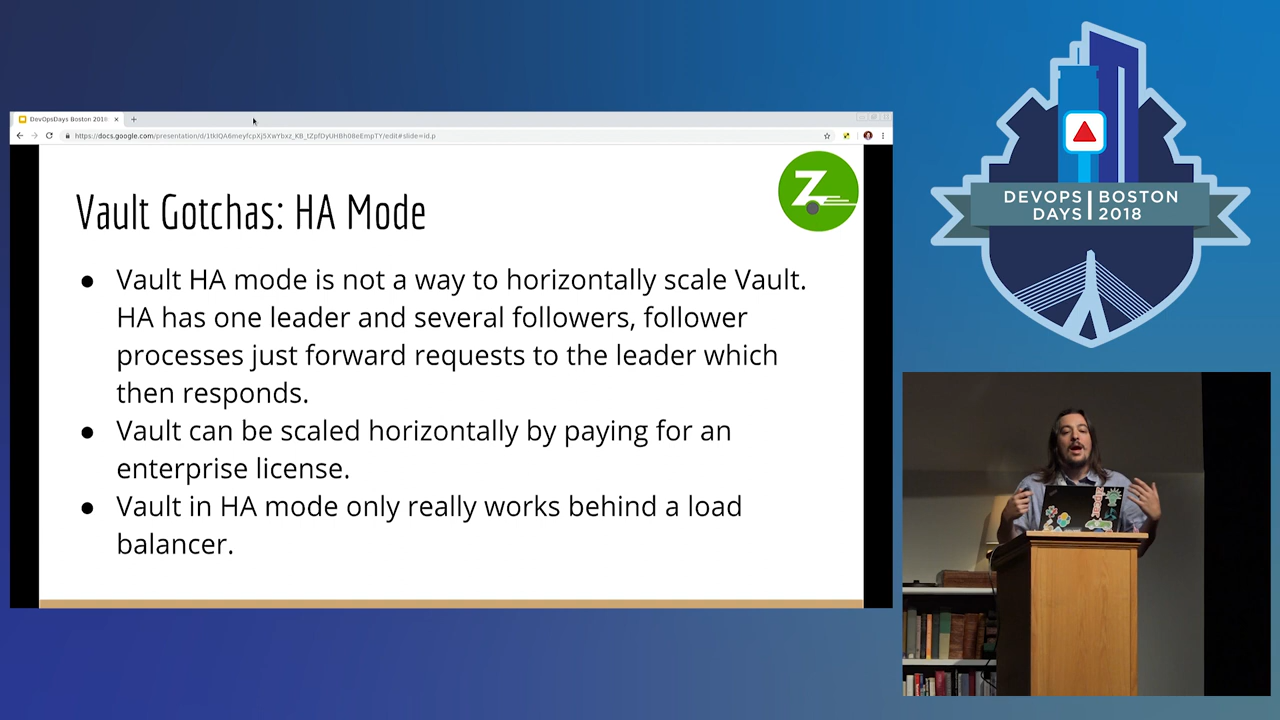 DevOpsDays Boston 2018
Vault Gotchas: HA Mode
Z
● Vault HA mode is not a way to horizontally scale Vault.
HA has one leader and several followers, follower
processes just forward requests to the leader which
then responds.
● Vault can be scaled horizontally by paying for an
enterprise license.
● Vault in HA mode only really works behind a load
balancer.
DEVOPS BOSTON
DAYS 2018